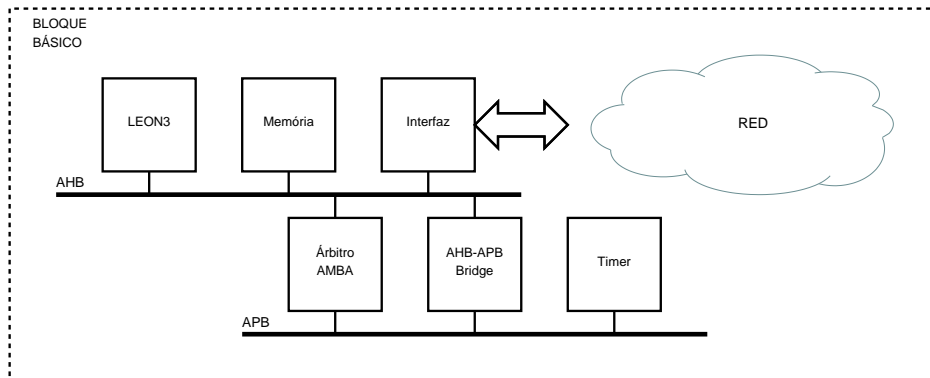 BLOQUE
BÁSICO
LEON3
Memória
Interfaz
RED
AHB
Árbitro
AMBA
AHB-APB
Bridge
Timer
APB